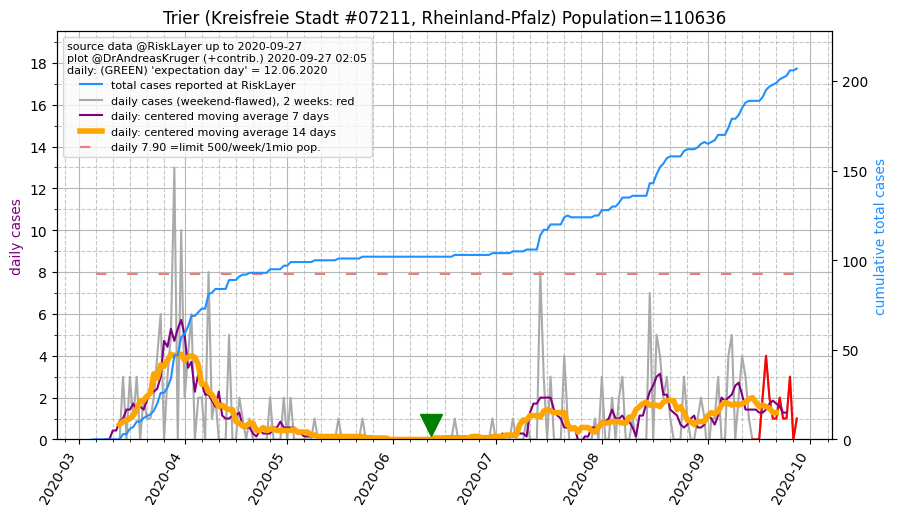 Trier (Kreisfreie Stadt #07211, Rheinland-Pfalz) Population=110636
source data @RiskLayer up to 2020-09-27
plot @DrAndreasKruger (+contrib.) 2020-09-27 02:05
daily: (GREEN) 'expectation day' = 12.06.2020
total cases reported at RiskLayer
daily cases (weekend-flawed), 2 weeks: red
daily: centered moving average 7 days
daily: centered moving average 14 days
daily 7.90 =limit 500/week/1mio pop.
daily cases
18
16
14
12
10
8
6
4
2
0
cumulative total cases
200
150
100
50
0
2020-03
2020-04
2020-05
2020-06
2020-07
2020-08
2020-09
2020-10